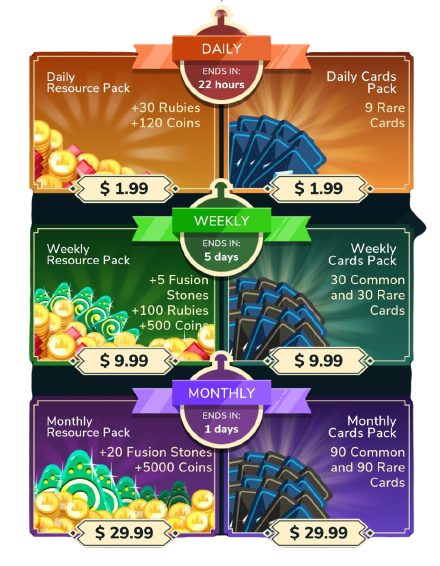 DAILY
ENDS IN:
22 hours
Daily
Resource Pack
+30 Rubies
+120 Coins
$ 1.99
Daily Cards
Pack
9 Rare
Cards
$ 1.99
WEEKLY
ENDS IN:
5 days
Weekly
Resource Pack
+5 Fusion
Stones
+100 Rubies
+500 Coins
$ 9.99
Weekly
Cards Pack
30 Common
and 30 Rare
Cards
$ 9.99
MONTHLY
ENDS IN:
1 days
Monthly
Resource Pack
+20 Fusion Stones
+5000 Coins
$ 29.99
Monthly
Cards Pack
90 Common
and 90 Rare
Cards
$ 29.99